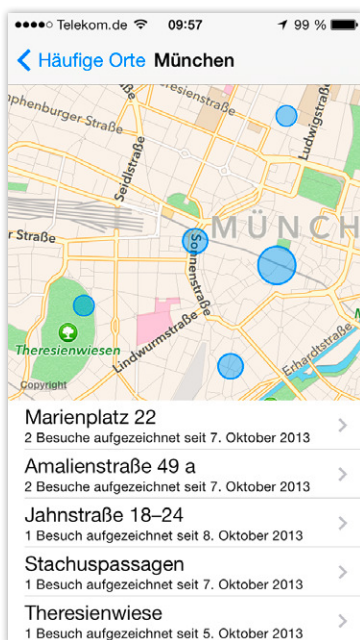 Telekom.de 09:57 99 %
Häufige Orte München
resienstraße
nphenburger Straße
Ludwigstraße
Seidlstraße
MÜNCH
r Straße
Sonnenstraße
Theresienwiesen
Lindwurmstraße
Erhardtstraße
Copyright
Marienplatz 22
2 Besuche aufgezeichnet seit 7. Oktober 2013
Amalienstraße 49 a
2 Besuche aufgezeichnet seit 7. Oktober 2013
Jahnstraße 18–24
1 Besuch aufgezeichnet seit 8. Oktober 2013
Stachuspassagen
1 Besuch aufgezeichnet seit 7. Oktober 2013
Theresienwiese
1 Besuch aufgezeichnet seit 5. Oktober 2013